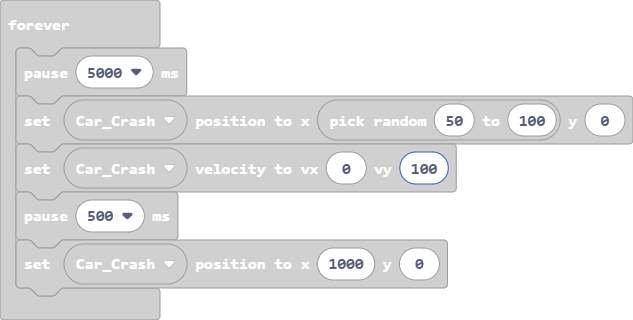 forever
pause 5000 ms
set Car_Crash position to x pick random 50 to 100 y 0
set Car_Crash velocity to vx 0 vy 100
pause 500 ms
set Car_Crash position to x 1000 y 0